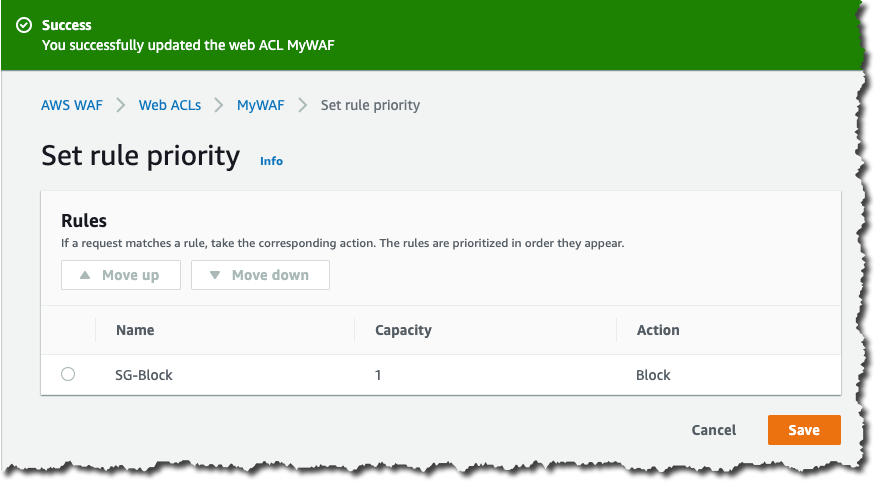 Success
You successfully updated the web ACL MyWAF
AWS WAF > Web ACLs > MyWAF > Set rule priority
Set rule priority Info
Rules
If a request matches a rule, take the corresponding action. The rules are prioritized in order they appear.
Move up Move down
Name Capacity Action
SG-Block 1 Block
Cancel Save